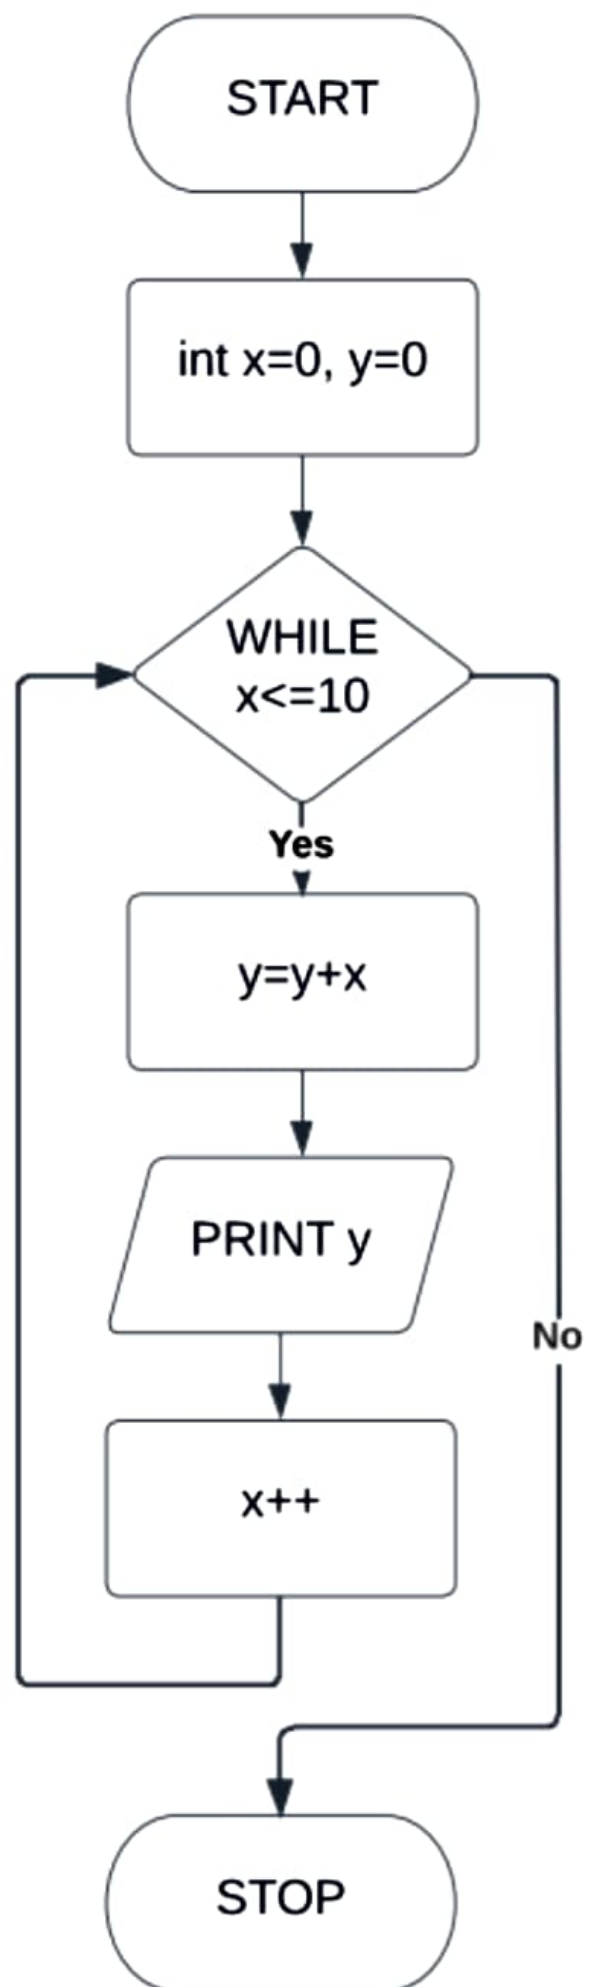 START
int x=0, y=0
WHILE
x<=10
Yes
y=y+x
PRINT y
No
x++
STOP